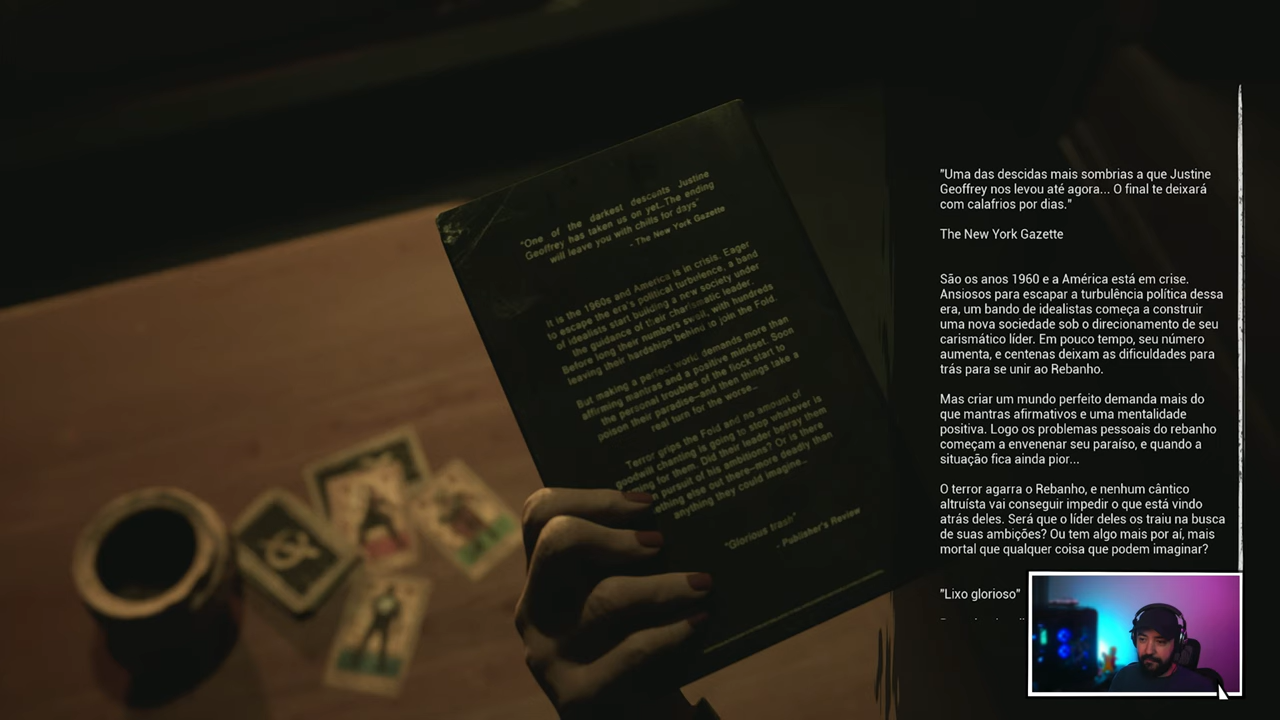 "One of the darkest descents Justine
Geoffrey has taken us on yet...The ending
will leave you with chills for days"
- The New York Gazette
It is the 1960s and America is in crisis. Eager
to escape the era's political turbulence, a band
of idealists start building a new society under
the guidance of their charismatic leader.
Before long their numbers swell, with hundreds
leaving their hardships behind to join the Fold.
But making a perfect world demands more than
affirming mantras and a positive mindset. Soon
the personal troubles of the flock start to
poison their paradise—and then things take a
real turn for the worse...
Terror grips the Fold and no amount of
goodwill chanting is going to stop whatever is
for them. Did their leader betray them
pursuit of his ambitions? Or is there
else out there—more deadly than
anything they could imagine...
"Glorious trash"
- Publisher's Review
"Uma das descidas mais sombrias a que Justine
Geoffrey nos levou até agora... O final te deixará
com calafrios por dias."
The New York Gazette
São os anos 1960 e a América está em crise.
Ansiosos para escapar a turbulência política dessa
era, um bando de idealistas começa a construir
uma nova sociedade sob o direcionamento de seu
carismático líder. Em pouco tempo, seu número
aumenta, e centenas deixam as dificuldades para
trás para se unir ao Rebanho.
Mas criar um mundo perfeito demanda mais do
que mantras afirmativos e uma mentalidade
positiva. Logo os problemas pessoais do rebanho
começam a envenenar seu paraíso, e quando a
situação fica ainda pior...
O terror agarra o Rebanho, e nenhum cântico
altruísta vai conseguir impedir o que está vindo
atrás deles. Será que o líder deles os traiu na busca
de suas ambições? Ou tem algo mais por aí, mais
mortal que qualquer coisa que podem imaginar?
"Lixo glorioso"